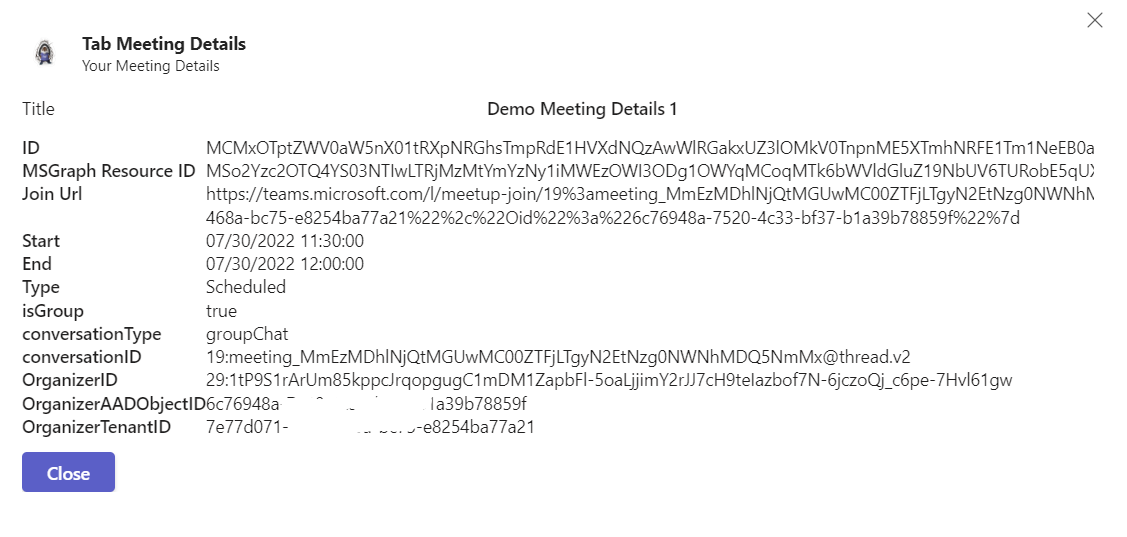 Tab Meeting Details
Your Meeting Details
Title Demo Meeting Details 1
ID MCMxOTptZWV0aW5nX01tRXpNRGhsTmpRdE1HVXdNQzAwWlRGakxUZ3lOMkV0TnpnME5XTmhNRFE1Tm1NeEB0a
MSGraph Resource ID MSo2Yzc2OTQ4YS03NTIwLTRjMzMtYmYzNy1iMWEzOWI3ODg1OWYqMCoqMTk6bWVldGluZ19NbUV6TURobE5qUX
Join Url https://teams.microsoft.com/l/meetup-join/19%3ameeting_MmEzMDhlNjQtMGUwMC00ZTFjLTgyN2EtNzg0NWNhM
468a-bc75-e8254ba77a21%22%2c%22Oid%22%3a%226c76948a-7520-4c33-bf37-b1a39b78859f%22%7d
Start 07/30/2022 11:30:00
End 07/30/2022 12:00:00
Type Scheduled
isGroup true
conversationType groupChat
conversationID 19:meeting_MmEzMDhlNjQtMGUwMC00ZTFjLTgyN2EtNzg0NWNhMDQ5NmMx@thread.v2
OrganizerID 29:1tP9S1rArUm85kppcJrqopgugC1mDM1ZapbFl-5oaLjjimY2rJJ7cH9teIazbof7N-6jczoQj_c6pe-7Hvl61gw
OrganizerAADObjectID 6c76948a- 1a39b78859f
OrganizerTenantID 7e77d071- -e8254ba77a21
Close